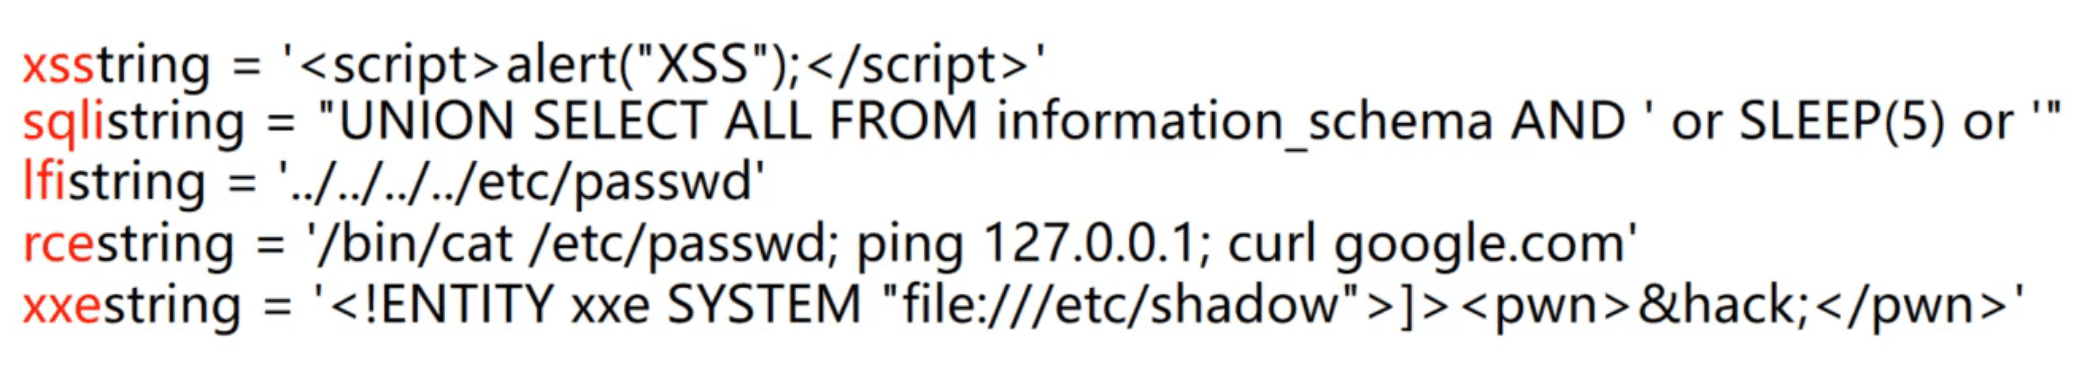 xsstring = '<script>alert("XSS");</script>'
sqlistring = "UNION SELECT ALL FROM information_schema AND ' or SLEEP(5) or '"
lfistring = '../../../../etc/passwd'
rcestring = '/bin/cat /etc/passwd; ping 127.0.0.1; curl google.com'
xxestring = '<!ENTITY xxe SYSTEM "file:///etc/shadow">]><pwn>&hack;</pwn>'